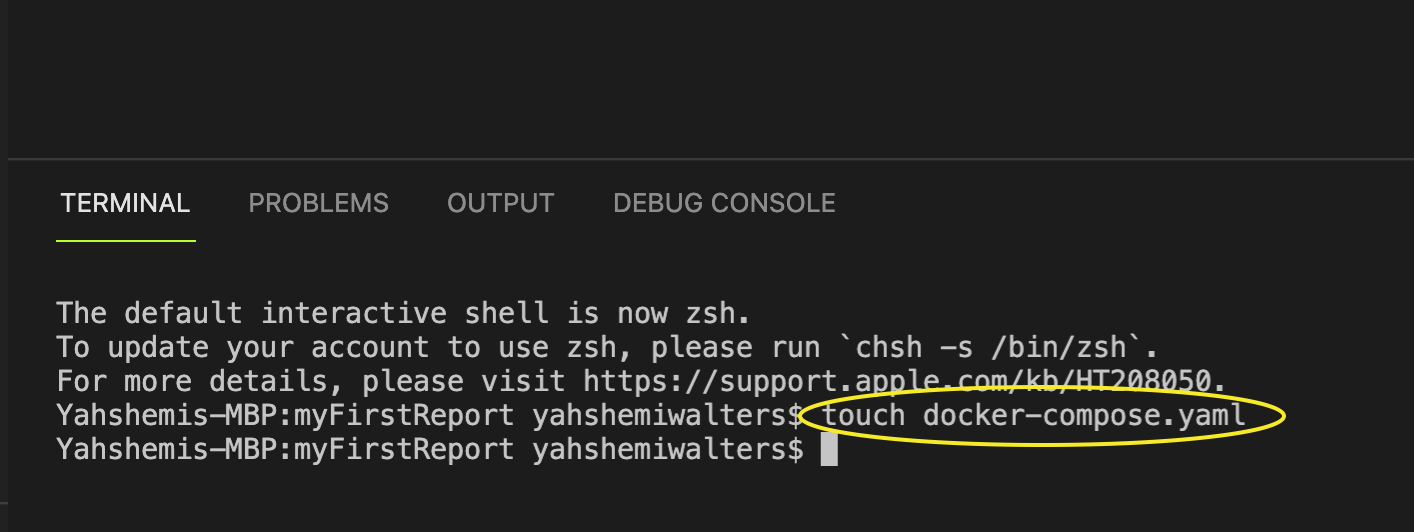 TERMINAL PROBLEMS OUTPUT DEBUG CONSOLE
The default interactive shell is now zsh.
To update your account to use zsh, please run `chsh -s /bin/zsh`.
For more details, please visit https://support.apple.com/kb/HT208050.
Yahshemis-MBP:myFirstReport yahshemiwalters$ touch docker-compose.yaml
Yahshemis-MBP:myFirstReport yahshemiwalters$